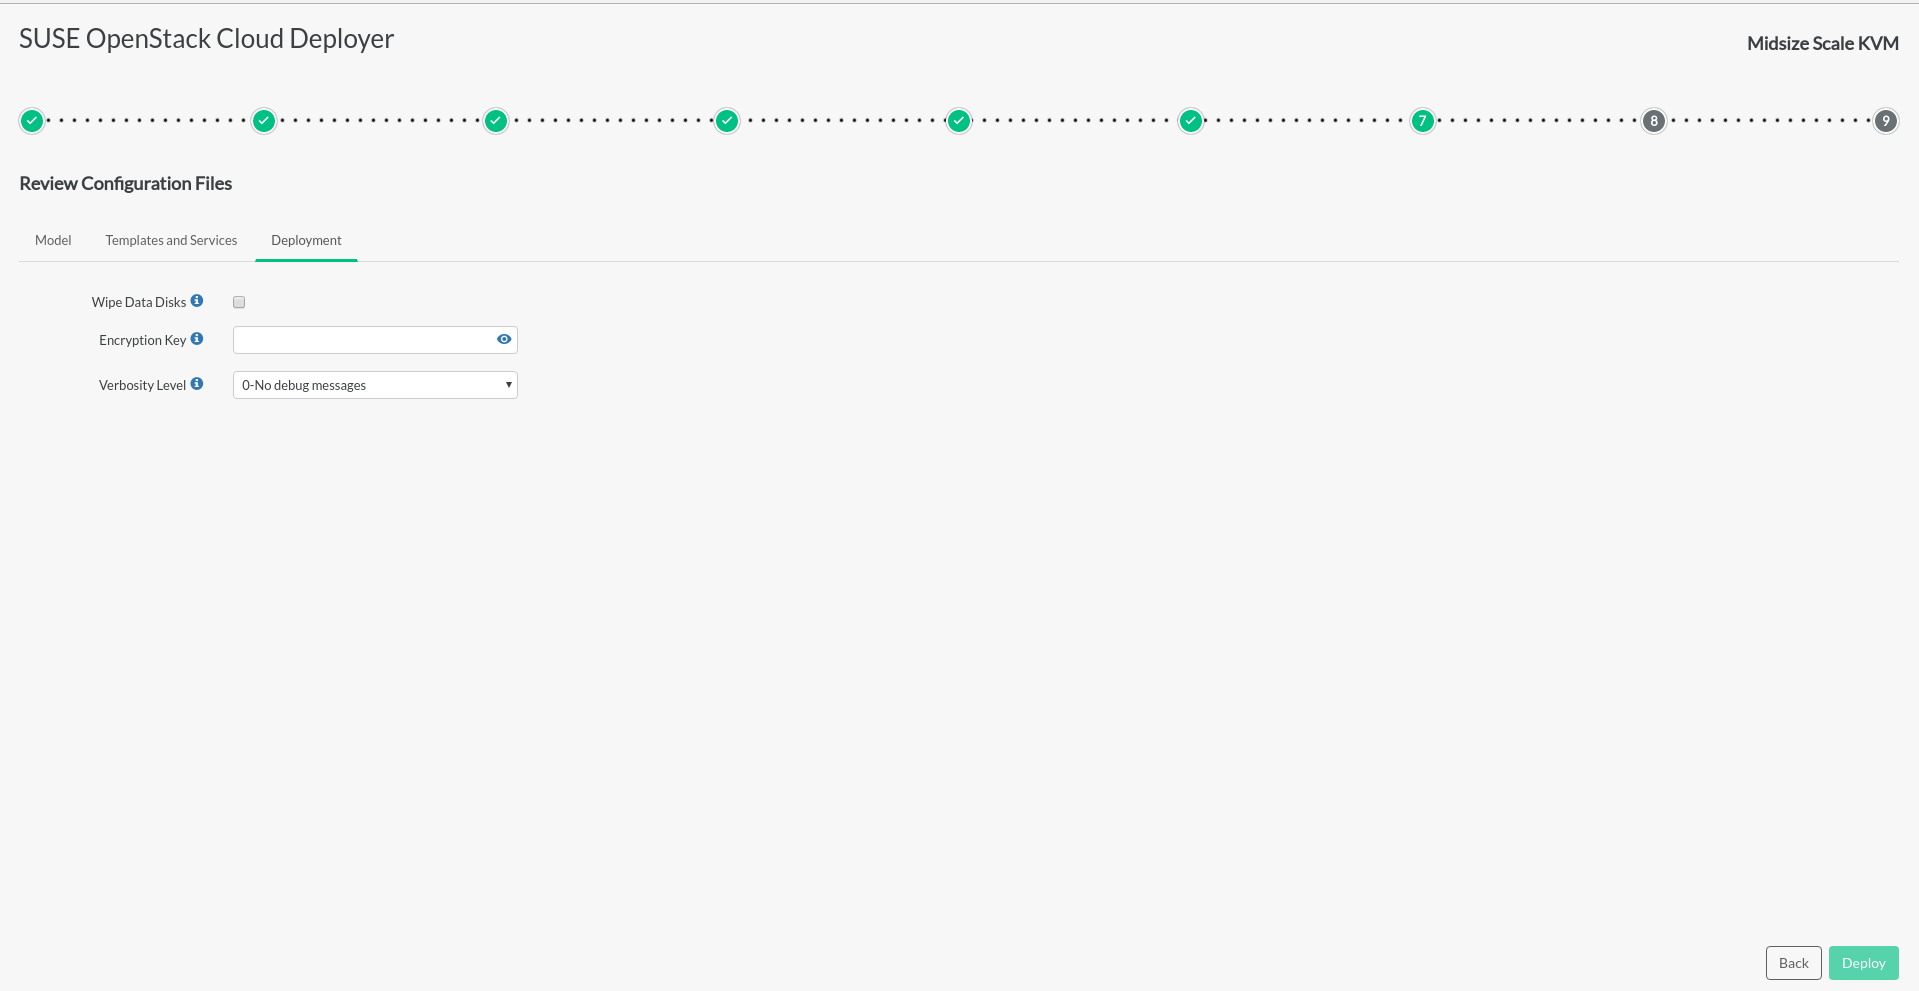 SUSE OpenStack Cloud Deployer
Midsize Scale KVM
7
8
9
Review Configuration Files
Model
Templates and Services
Deployment
Wipe Data Disks
Encryption Key
Verbosity Level
0-No debug messages
Back
Deploy